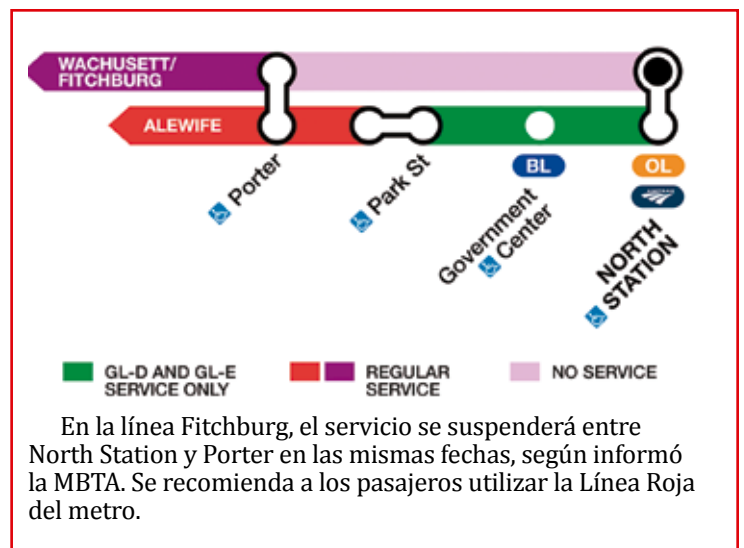 WACHUSETT/
FITCHBURG
ALEWIFE
Porter
Park St
BL
Government
Center
OL
NORTH
STATION
GL-D AND GL-E
SERVICE ONLY
REGULAR
SERVICE
NO SERVICE
En la línea Fitchburg, el servicio se suspenderá entre
North Station y Porter en las mismas fechas, según informó
la MBTA. Se recomienda a los pasajeros utilizar la Línea Roja
del metro.